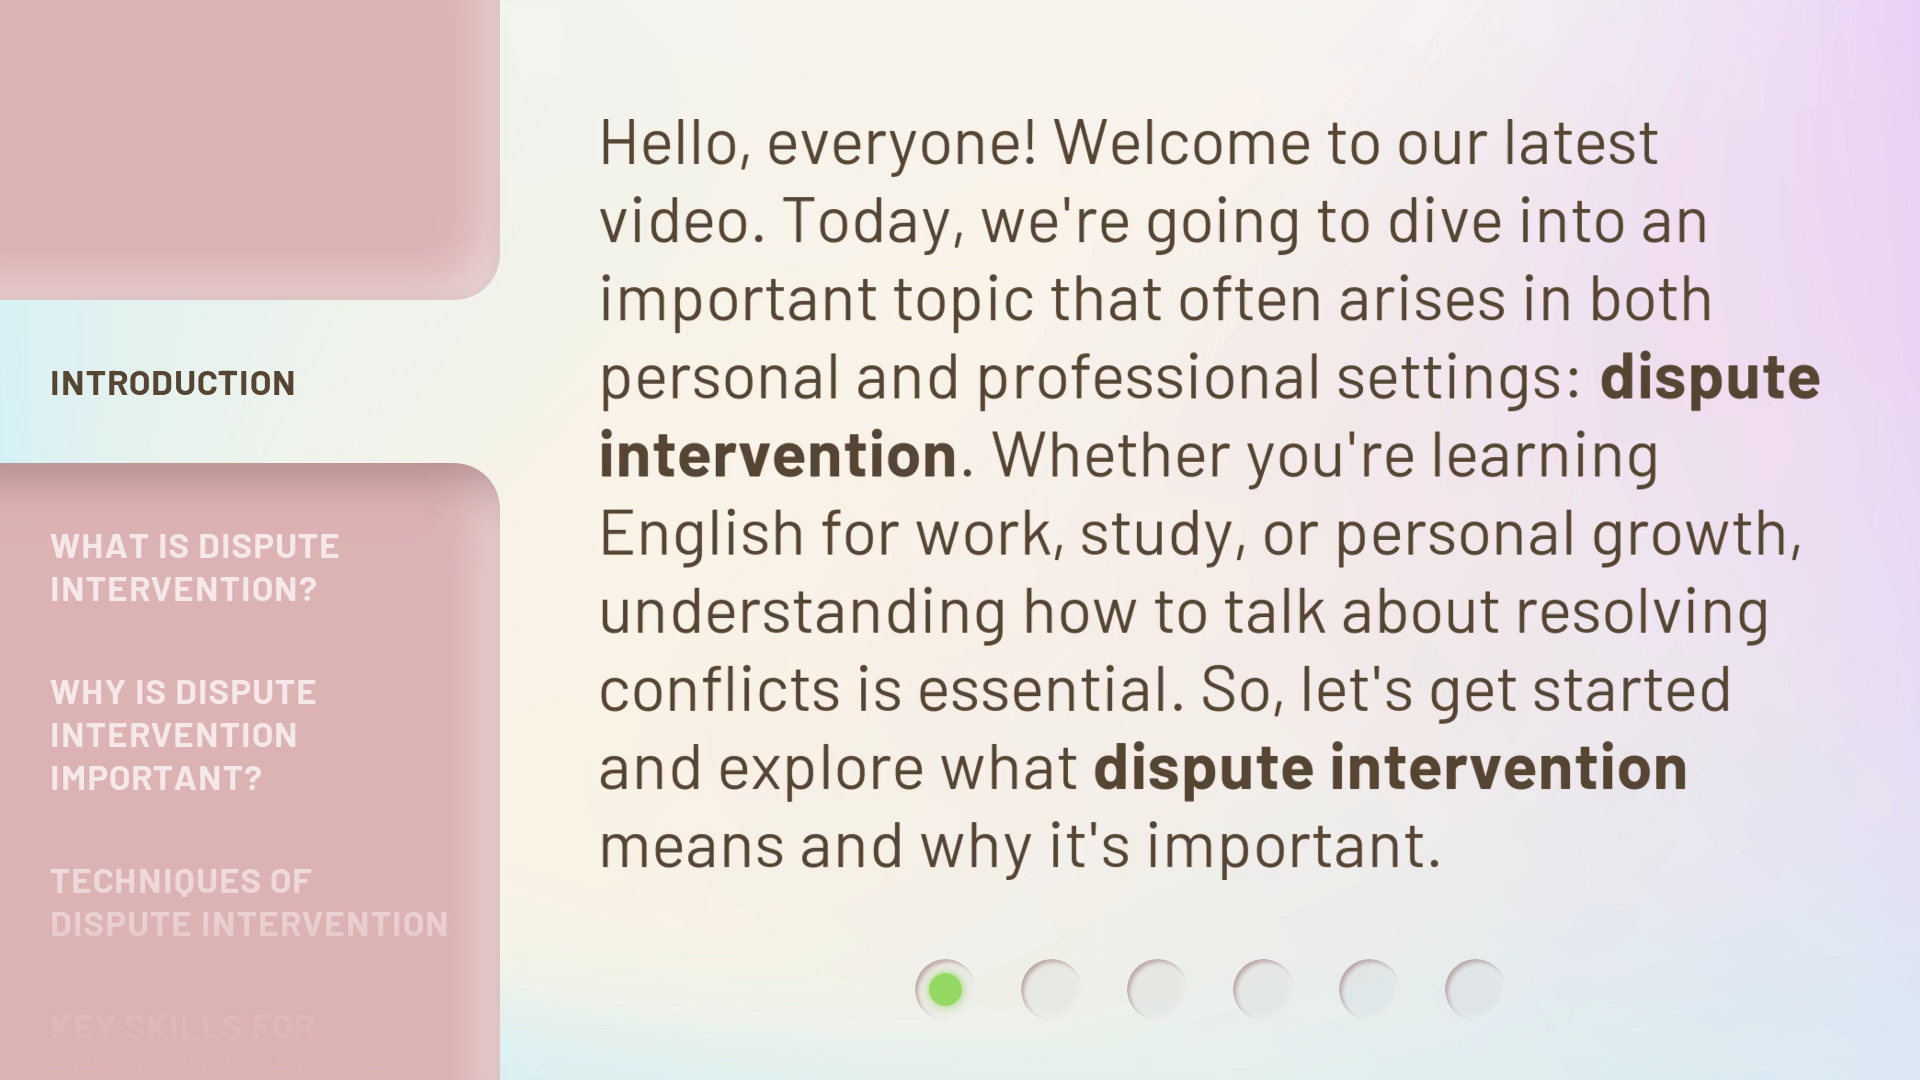 INTRODUCTION
WHAT IS DISPUTE
INTERVENTION?
WHY IS DISPUTE
INTERVENTION
IMPORTANT?
TECHNIQUES OF
DISPUTE INTERVENTION
KEY SKILLS FOR
Hello, everyone! Welcome to our latest
video. Today, we're going to dive into an
important topic that often arises in both
personal and professional settings: dispute
intervention. Whether you're learning
English for work, study, or personal growth,
understanding how to talk about resolving
conflicts is essential. So, let's get started
and explore what dispute intervention
means and why it's important.